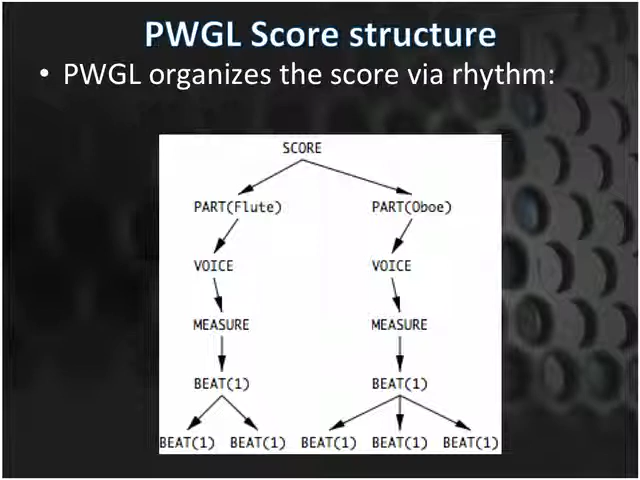 PWGL Score structure
• PWGL organizes the score via rhythm:
SCORE
PART(Flute) PART(Oboe)
VOICE VOICE
MEASURE MEASURE
BEAT(1) BEAT(1)
BEAT(1) BEAT(1) BEAT(1) BEAT(1) BEAT(1)